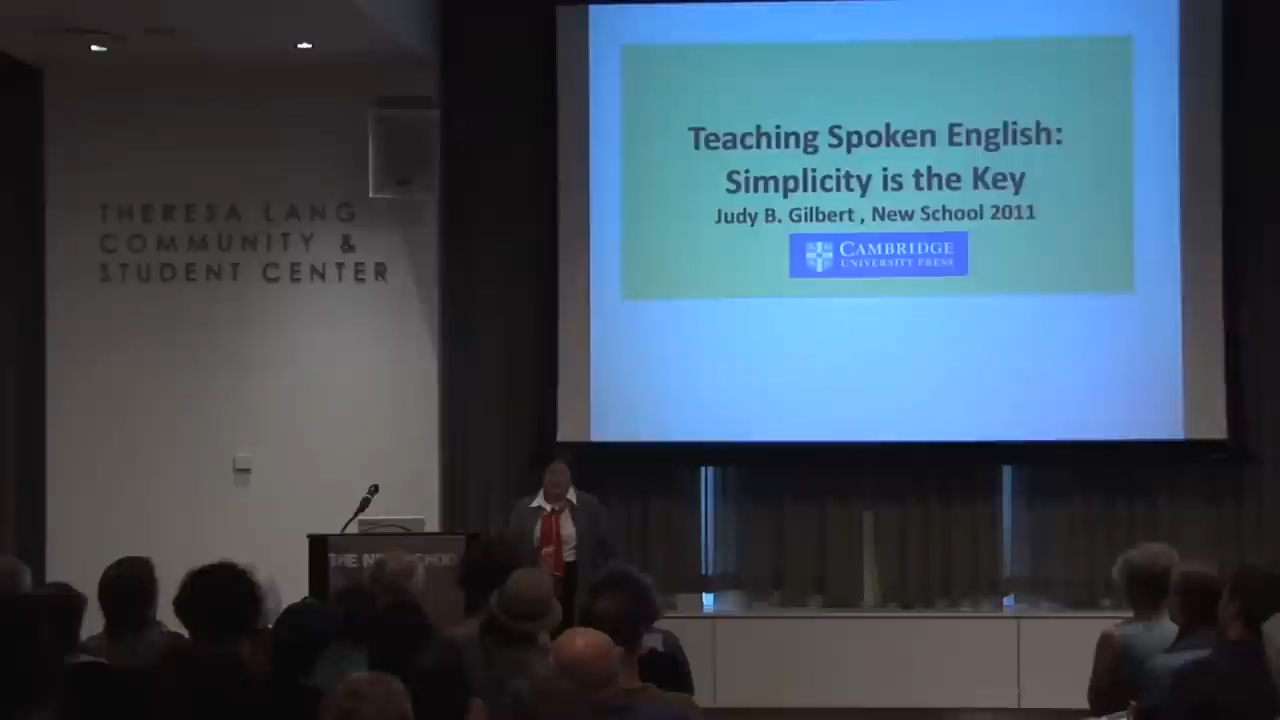 Teaching Spoken English:
Simplicity is the Key
Judy B. Gilbert , New School 2011
CAMBRIDGE
UNIVERSITY PRESS
THERESA LANG
COMMUNITY &
STUDENT CENTER
THE NEW SCHOO